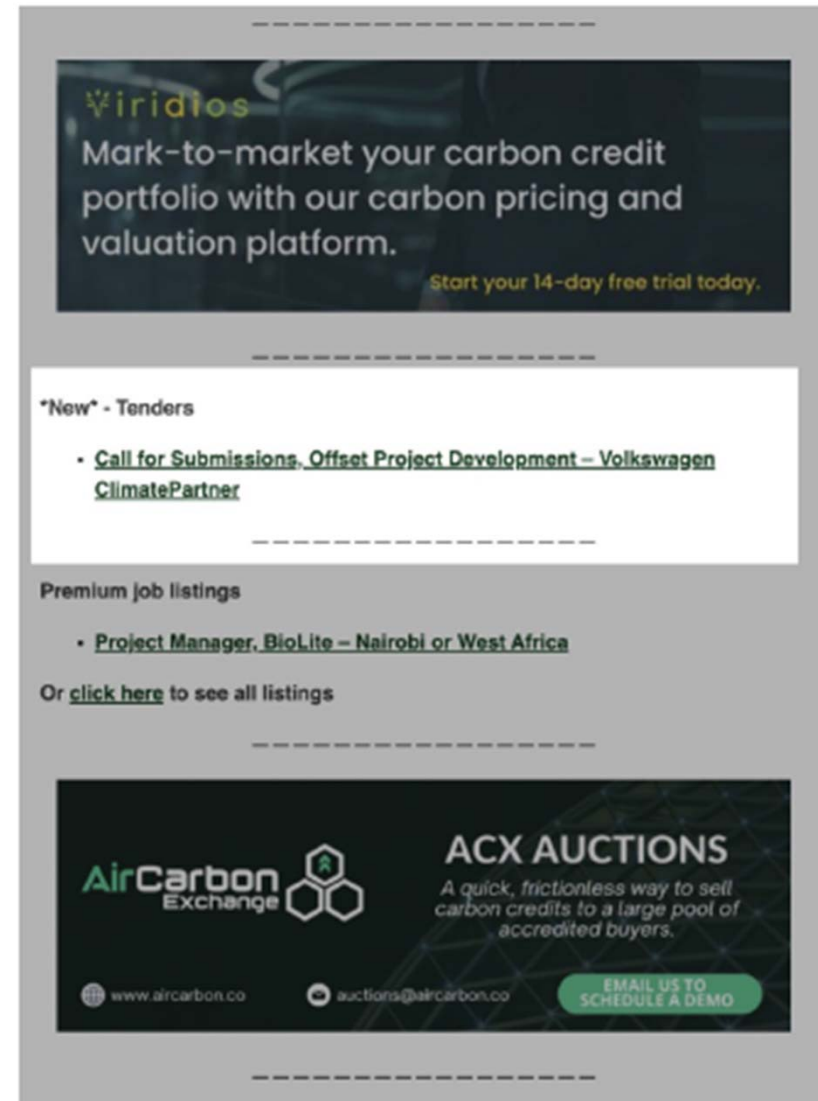 Viridios
Mark-to-market your carbon credit
portfolio with our carbon pricing and
valuation platform.
Start your 14-day free trial today.
*New* - Tenders
▪ Call for Submissions, Offset Project Development – Volkswagen
ClimatePartner
Premium job listings
▪ Project Manager, BioLite – Nairobi or West Africa
Or click here to see all listings
AirCarbon
Exchange
ACX AUCTIONS
A quick, frictionless way to sell
carbon credits to a large pool of
accredited buyers.
www.aircarbon.co
auctions@aircarbon.co
EMAIL US TO
SCHEDULE A DEMO